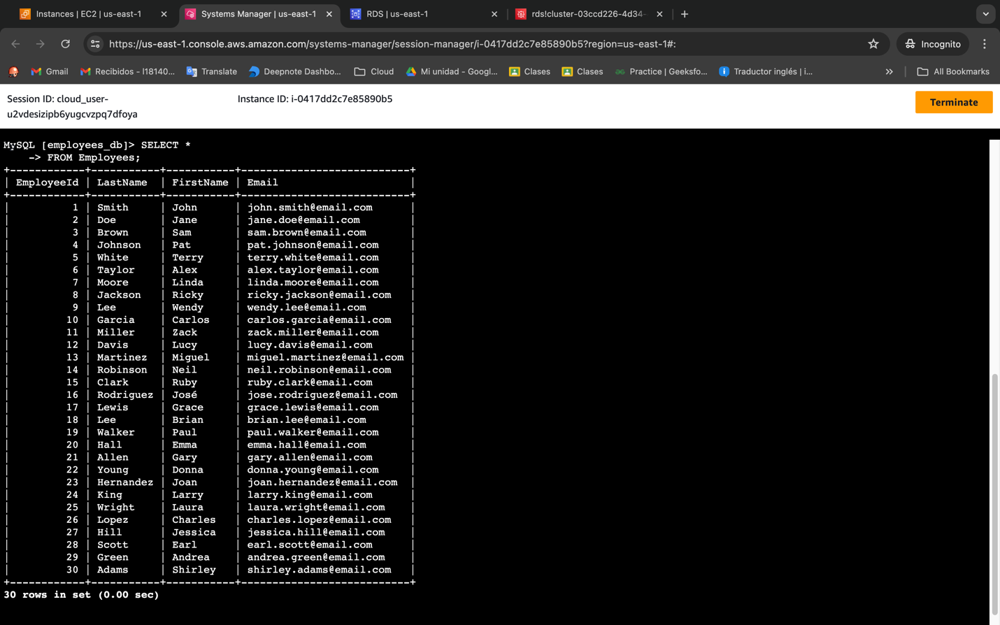 Instances | EC2 | us-east-1
Systems Manager | us-east-1
RDS | us-east-1
rds!cluster-03ccd226-4d34-
https://us-east-1.console.aws.amazon.com/systems-manager/session-manager/i-0417dd2c7e85890b5?region=us-east-1#:
Incognito
Gmail
Recibidos - l18140...
Translate
Deepnote Dashbo...
Cloud
Mi unidad - Googl...
Clases
Clases
Practice | Geeksfo...
Traductor inglés | i...
All Bookmarks
Session ID: cloud_user-
u2vdesizipb6yugcvzpq7dfoya
Instance ID: i-0417dd2c7e85890b5
Terminate
MySQL [employees_db]> SELECT *
    -> FROM Employees;
+------------+-----------+-----------+---------------------------+
| EmployeeId | LastName  | FirstName | Email                     |
+------------+-----------+-----------+---------------------------+
|          1 | Smith     | John      | john.smith@email.com      |
|          2 | Doe       | Jane      | jane.doe@email.com        |
|          3 | Brown     | Sam       | sam.brown@email.com       |
|          4 | Johnson   | Pat       | pat.johnson@email.com     |
|          5 | White     | Terry     | terry.white@email.com     |
|          6 | Taylor    | Alex      | alex.taylor@email.com     |
|          7 | Moore     | Linda     | linda.moore@email.com     |
|          8 | Jackson   | Ricky     | ricky.jackson@email.com   |
|          9 | Lee       | Wendy     | wendy.lee@email.com       |
|         10 | Garcia    | Carlos    | carlos.garcia@email.com   |
|         11 | Miller    | Zack      | zack.miller@email.com     |
|         12 | Davis     | Lucy      | lucy.davis@email.com      |
|         13 | Martinez  | Miguel    | miguel.martinez@email.com |
|         14 | Robinson  | Neil      | neil.robinson@email.com   |
|         15 | Clark     | Ruby      | ruby.clark@email.com      |
|         16 | Rodriguez | José      | jose.rodriguez@email.com  |
|         17 | Lewis     | Grace     | grace.lewis@email.com     |
|         18 | Lee       | Brian     | brian.lee@email.com       |
|         19 | Walker    | Paul      | paul.walker@email.com     |
|         20 | Hall      | Emma      | emma.hall@email.com       |
|         21 | Allen     | Gary      | gary.allen@email.com      |
|         22 | Young     | Donna     | donna.young@email.com     |
|         23 | Hernandez | Joan      | joan.hernandez@email.com  |
|         24 | King      | Larry     | larry.king@email.com      |
|         25 | Wright    | Laura     | laura.wright@email.com    |
|         26 | Lopez     | Charles   | charles.lopez@email.com   |
|         27 | Hill      | Jessica   | jessica.hill@email.com    |
|         28 | Scott     | Earl      | earl.scott@email.com      |
|         29 | Green     | Andrea    | andrea.green@email.com    |
|         30 | Adams     | Shirley   | shirley.adams@email.com   |
+------------+-----------+-----------+---------------------------+
30 rows in set (0.00 sec)